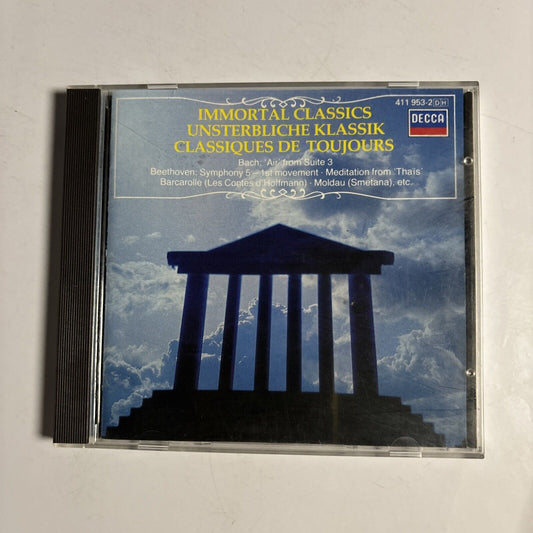 411 953-2 DH
DECCA
IMMORTAL CLASSICS
UNSTERBLICHE KLASSIK
CLASSIQUES DE TOUJOURS
Bach: 'Air' from Suite 3
Beethoven: Symphony 5 – 1st movement · Meditation from 'Thaïs'
Barcarolle (Les Contes d'Hoffmann) · Moldau (Smetana), etc.